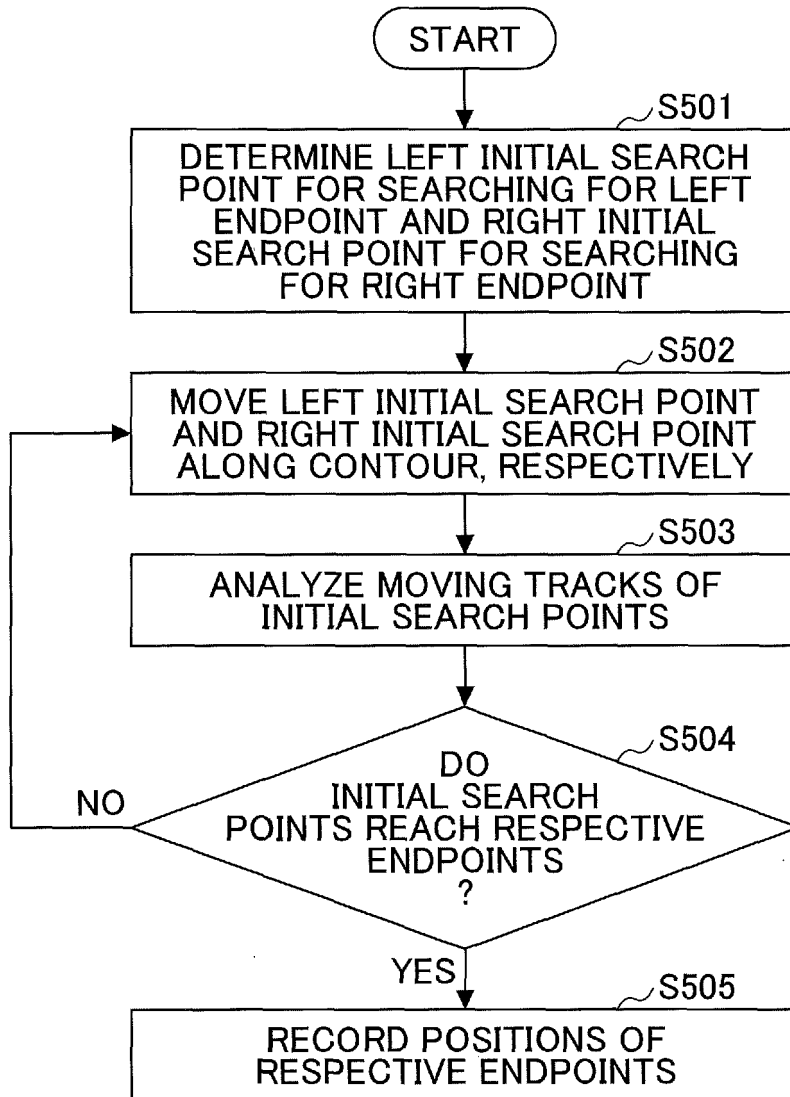 START
S501
DETERMINE LEFT INITIAL SEARCH
POINT FOR SEARCHING FOR LEFT
ENDPOINT AND RIGHT INITIAL
SEARCH POINT FOR SEARCHING
FOR RIGHT ENDPOINT
S502
MOVE LEFT INITIAL SEARCH POINT
AND RIGHT INITIAL SEARCH POINT
ALONG CONTOUR, RESPECTIVELY
S503
ANALYZE MOVING TRACKS OF
INITIAL SEARCH POINTS
S504
DO
INITIAL SEARCH
POINTS REACH RESPECTIVE
ENDPOINTS
?
NO
YES
S505
RECORD POSITIONS OF
RESPECTIVE ENDPOINTS